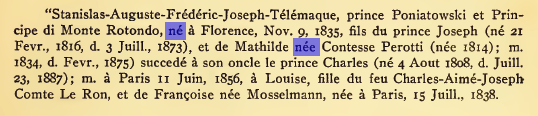 "Stanislas-Auguste-Frédéric-Joseph-Télémaque, prince Poniatowski et Prin-
cipe di Monte Rotondo, né à Florence, Nov. 9, 1835, fils du prince Joseph (né 21
Fevr., 1816, d. 3 Juill., 1873), et de Mathilde née Contesse Perotti (née 1814); m.
1834, d. Fevr., 1875) succedé à son oncle le prince Charles (né 4 Aout 1808, d. Juill.
23, 1887); m. à Paris 11 Juin, 1856, à Louise, fille du feu Charles-Aimé-Joseph
Comte Le Ron, et de Françoise née Mosselmann, née à Paris, 15 Juill., 1838.